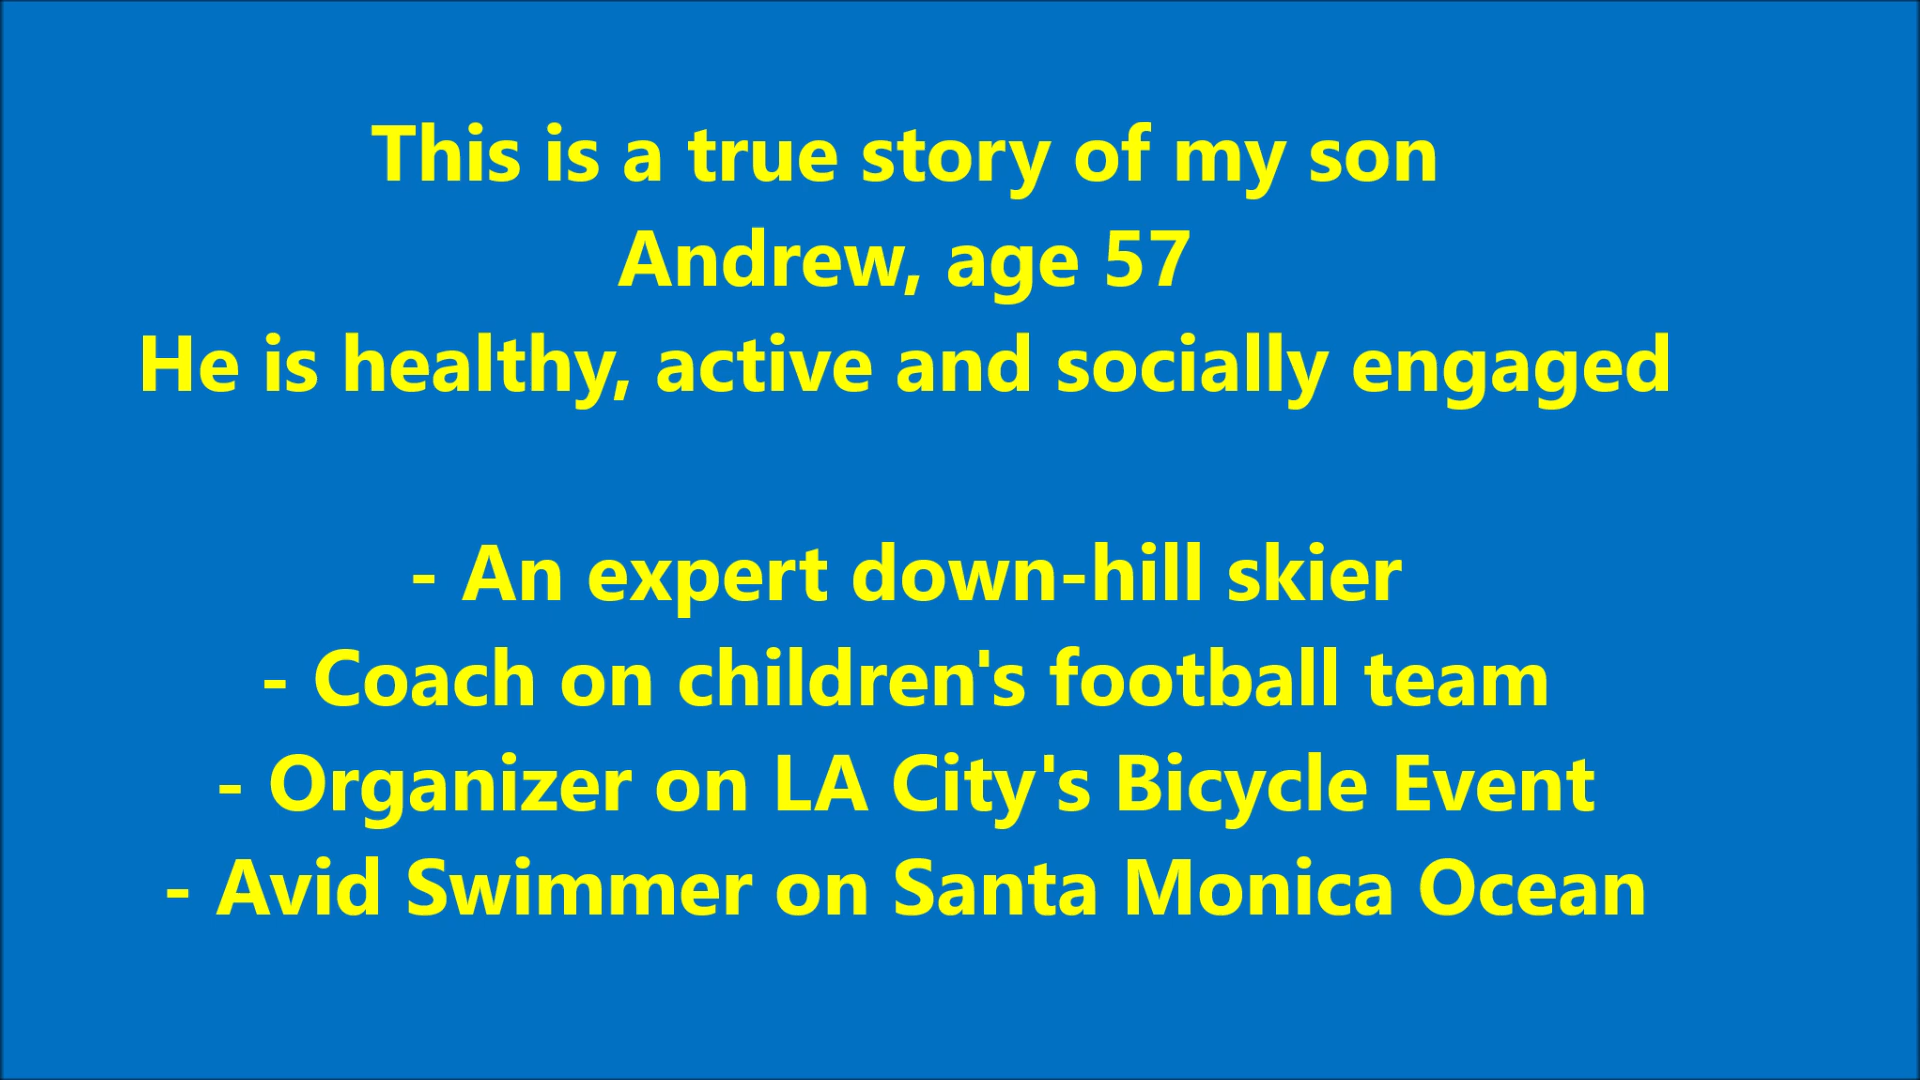 This is a true story of my son
Andrew, age 57
He is healthy, active and socially engaged
- An expert down-hill skier
- Coach on children's football team
- Organizer on LA City's Bicycle Event
- Avid Swimmer on Santa Monica Ocean